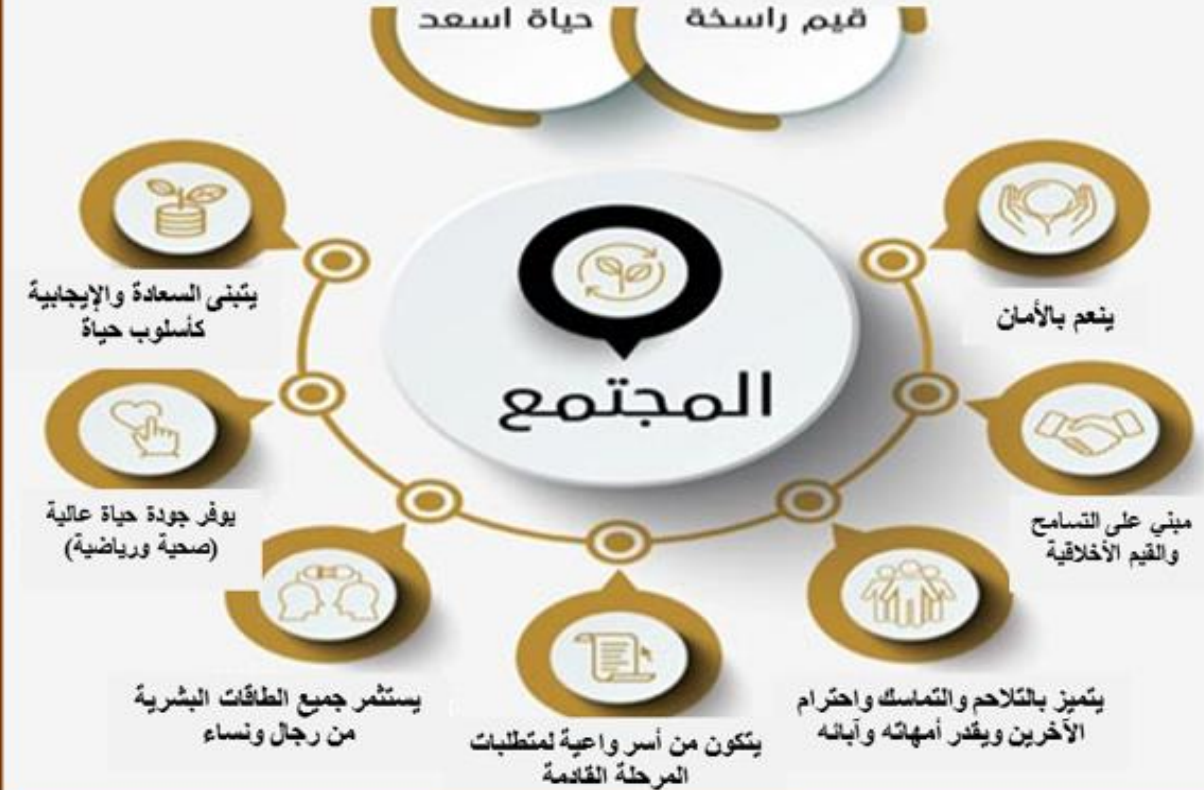 قيم راسخة
حياة اسعد
المجتمع
ينعم بالأمان
مبني على التسامح
والقيم الأخلاقية
يتميز بالتلاحم والتماسك واحترام
الآخرين ويقدر أمهاته وآبائه
يتكون من أسر واعية لمتطلبات
المرحلة القادمة
يستثمر جميع الطاقات البشرية
من رجال ونساء
يوفر جودة حياة عالية
(صحية ورياضية)
يتبنى السعادة والإيجابية
كأسلوب حياة